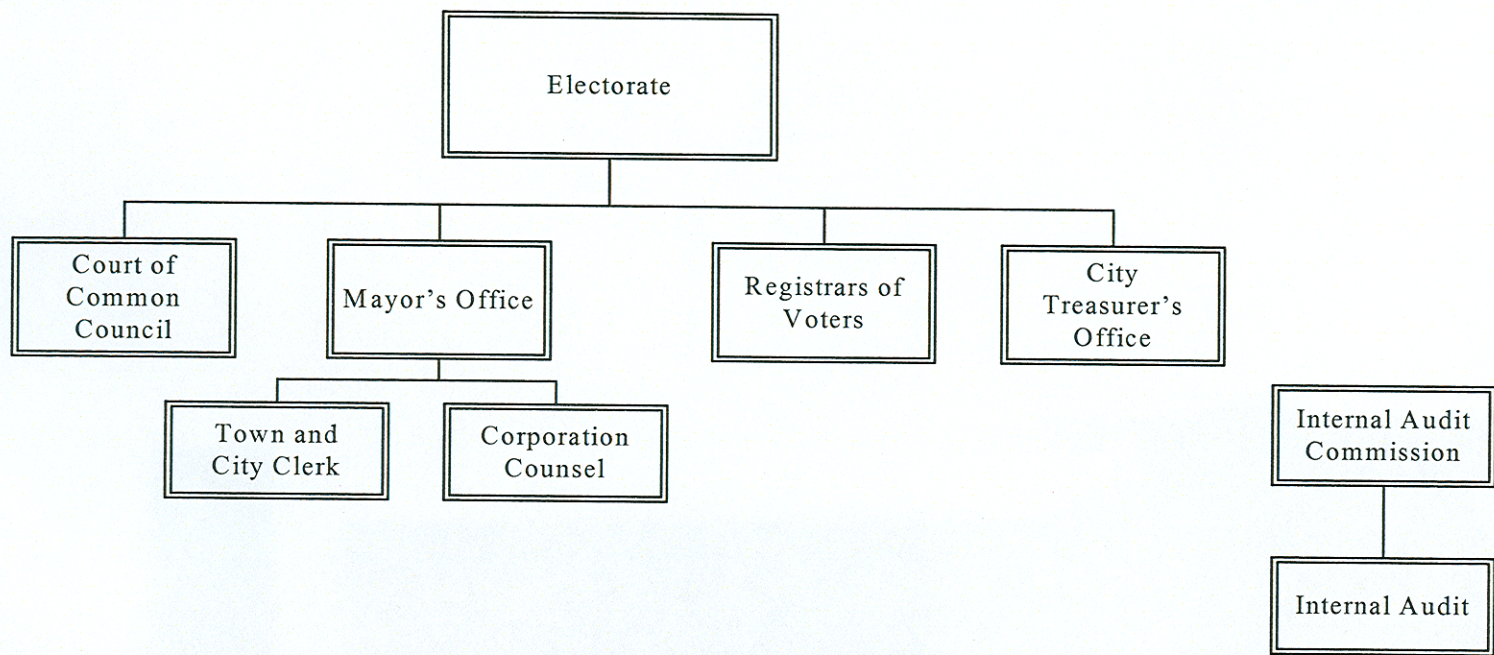 Electorate
Court of
Common
Council
Mayor’s Office
Registrars of
Voters
City
Treasurer’s
Office
Town and
City Clerk
Corporation
Counsel
Internal Audit
Commission
Internal Audit